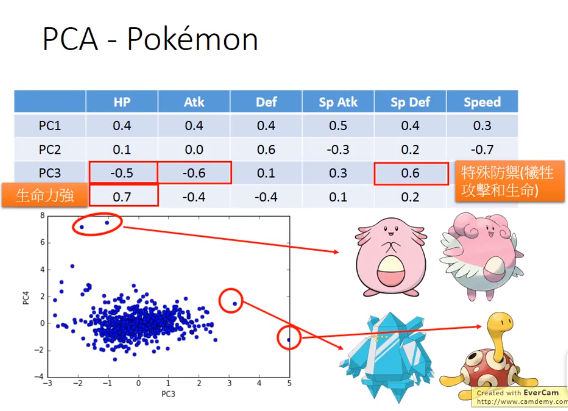 PCA - Pokémon
HP Atk Def Sp Atk Sp Def Speed
PC1 0.4 0.4 0.4 0.5 0.4 0.3
PC2 0.1 0.0 0.6 -0.3 0.2 -0.7
PC3 -0.5 -0.6 0.1 0.3 0.6
特殊防禦(犧牲
攻擊和生命)
生命力強 0.7 -0.4 -0.4 0.1 0.2
8
6
4
2
0
−2
−4
PC4
−3 −2 −1 0 1 2 3 4 5
PC3
Created with EverCam
http://www.camdemy.com